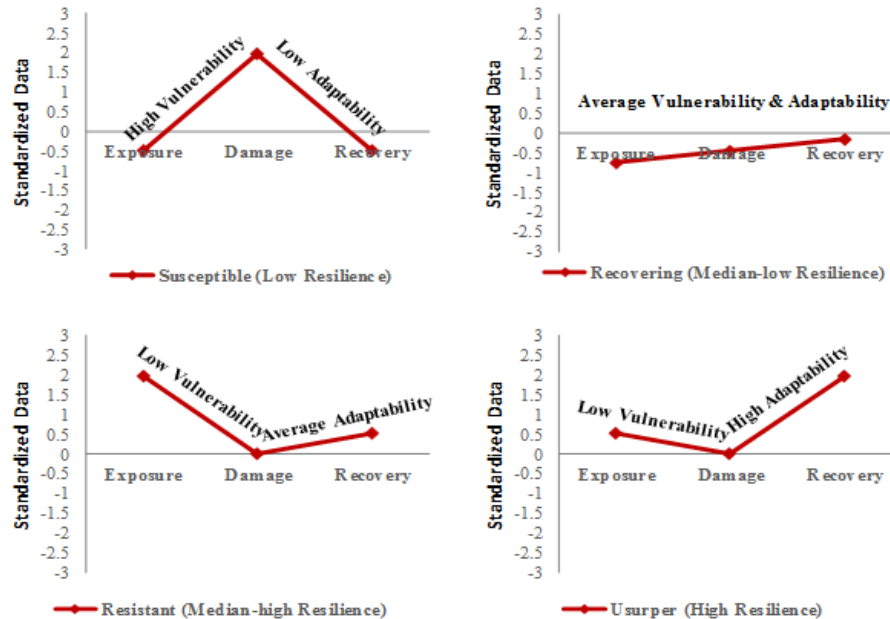 3
2.5
2
1.5
1
0.5
0
-0.5
-1
-1.5
-2
-2.5
-3
Standardized Data
High Vulnerability
Low Adaptability
Exposure Damage Recovery
Susceptible (Low Resilience)
3
2.5
2
1.5
1
0.5
0
-0.5
-1
-1.5
-2
-2.5
-3
Standardized Data
Average Vulnerability & Adaptability
Exposure Damage Recovery
Recovering (Median-low Resilience)
3
2.5
2
1.5
1
0.5
0
-0.5
-1
-1.5
-2
-2.5
-3
Standardized Data
Low Vulnerability
Average Adaptability
Exposure Damage Recovery
Resistant (Median-high Resilience)
3
2.5
2
1.5
1
0.5
0
-0.5
-1
-1.5
-2
-2.5
-3
Standardized Data
Low Vulnerability
High Adaptability
Exposure Damage Recovery
Usurper (High Resilience)